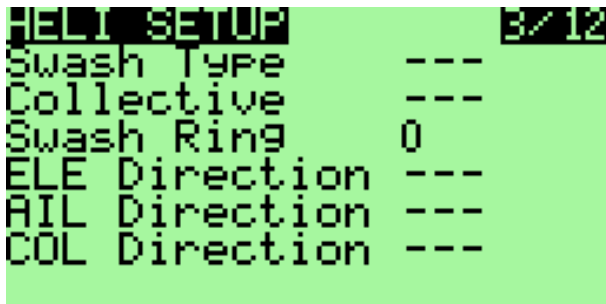 HELI SETUP 3/12
Swash Type ---
Collective ---
Swash Ring 0
ELE Direction ---
AIL Direction ---
COL Direction ---